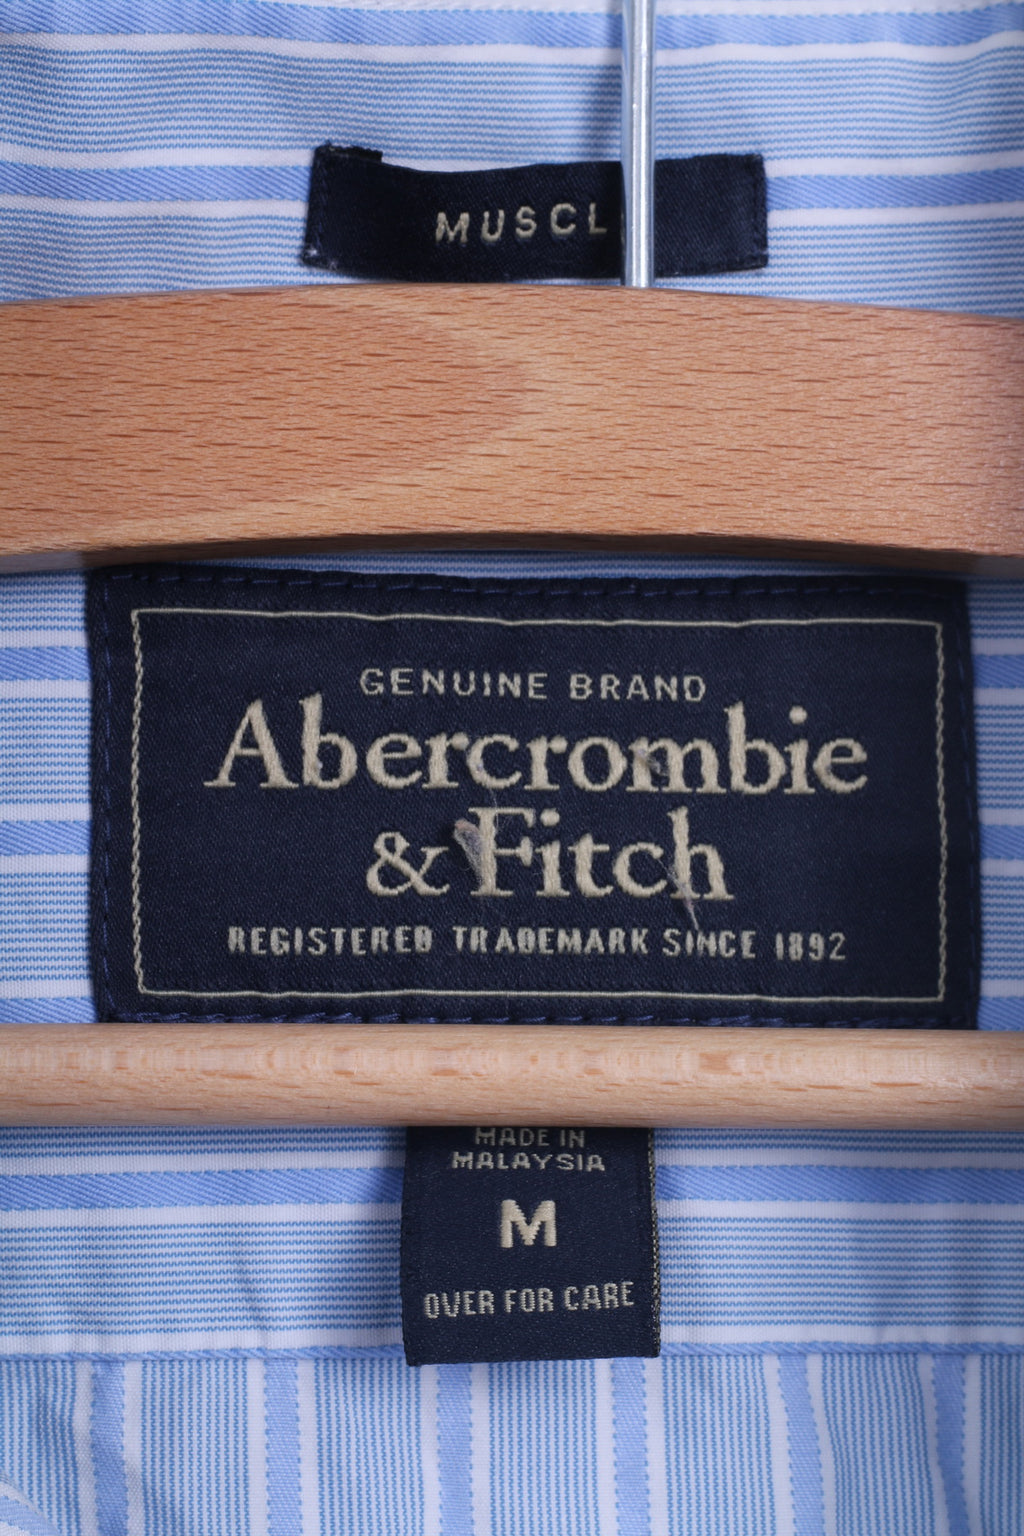 MUSCL
GENUINE BRAND
Abercrombie
& Fitch
REGISTERED TRADEMARK SINCE 1892
MADE IN
MALAYSIA
M
OVER FOR CARE